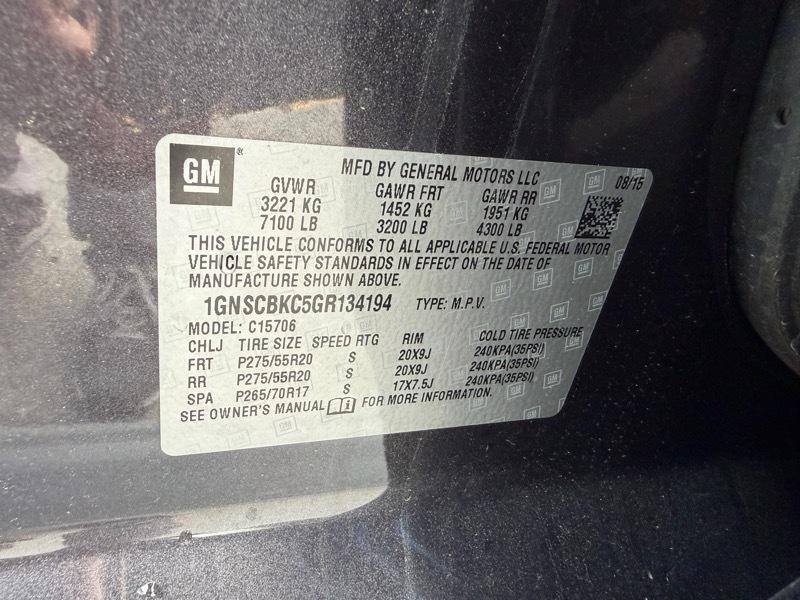 GM
MFD BY GENERAL MOTORS LLC
08/15
GVWR GAWR FRT GAWR RR
3221 KG 1452 KG 1951 KG
7100 LB 3200 LB 4300 LB
THIS VEHICLE CONFORMS TO ALL APPLICABLE U.S. FEDERAL MOTOR
VEHICLE SAFETY STANDARDS IN EFFECT ON THE DATE OF
MANUFACTURE SHOWN ABOVE.
1GNSCBKC5GR134194 TYPE: M.P.V.
MODEL: C15706
CHLJ TIRE SIZE SPEED RTG RIM COLD TIRE PRESSURE
FRT P275/55R20 S 20X9J 240KPA(35PSI)
RR P275/55R20 S 20X9J 240KPA(35PSI)
SPA P265/70R17 S 17X7.5J 240KPA(35PSI)
SEE OWNER'S MANUAL FOR MORE INFORMATION.